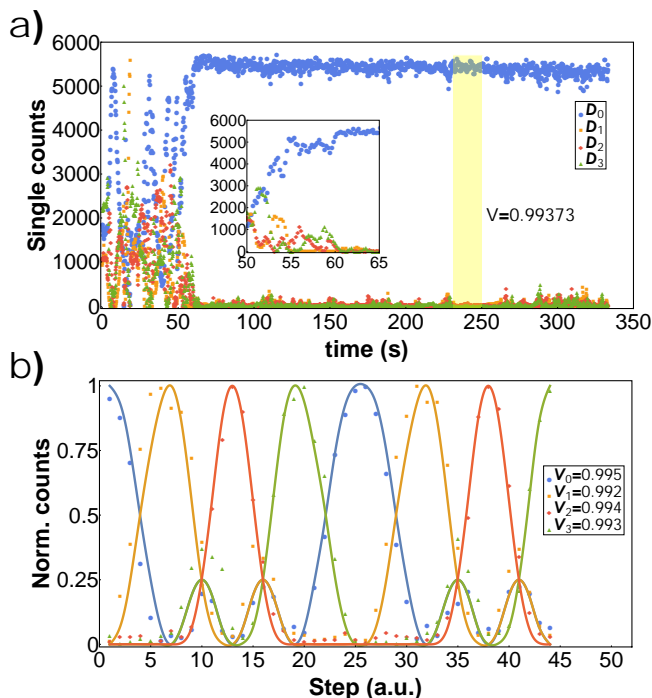 a)
6000
5000
4000
3000
2000
1000
0
Single counts
6000
5000
4000
3000
2000
1000
0
50 55 60 65
D0
D1
D2
D3
V=0.99373
0 50 100 150 200 250 300 350
time (s)
b)
1
0.75
0.5
0.25
0
Norm. counts
V0=0.995
V1=0.992
V2=0.994
V3=0.993
0 5 10 15 20 25 30 35 40 45 50
Step (a.u.)